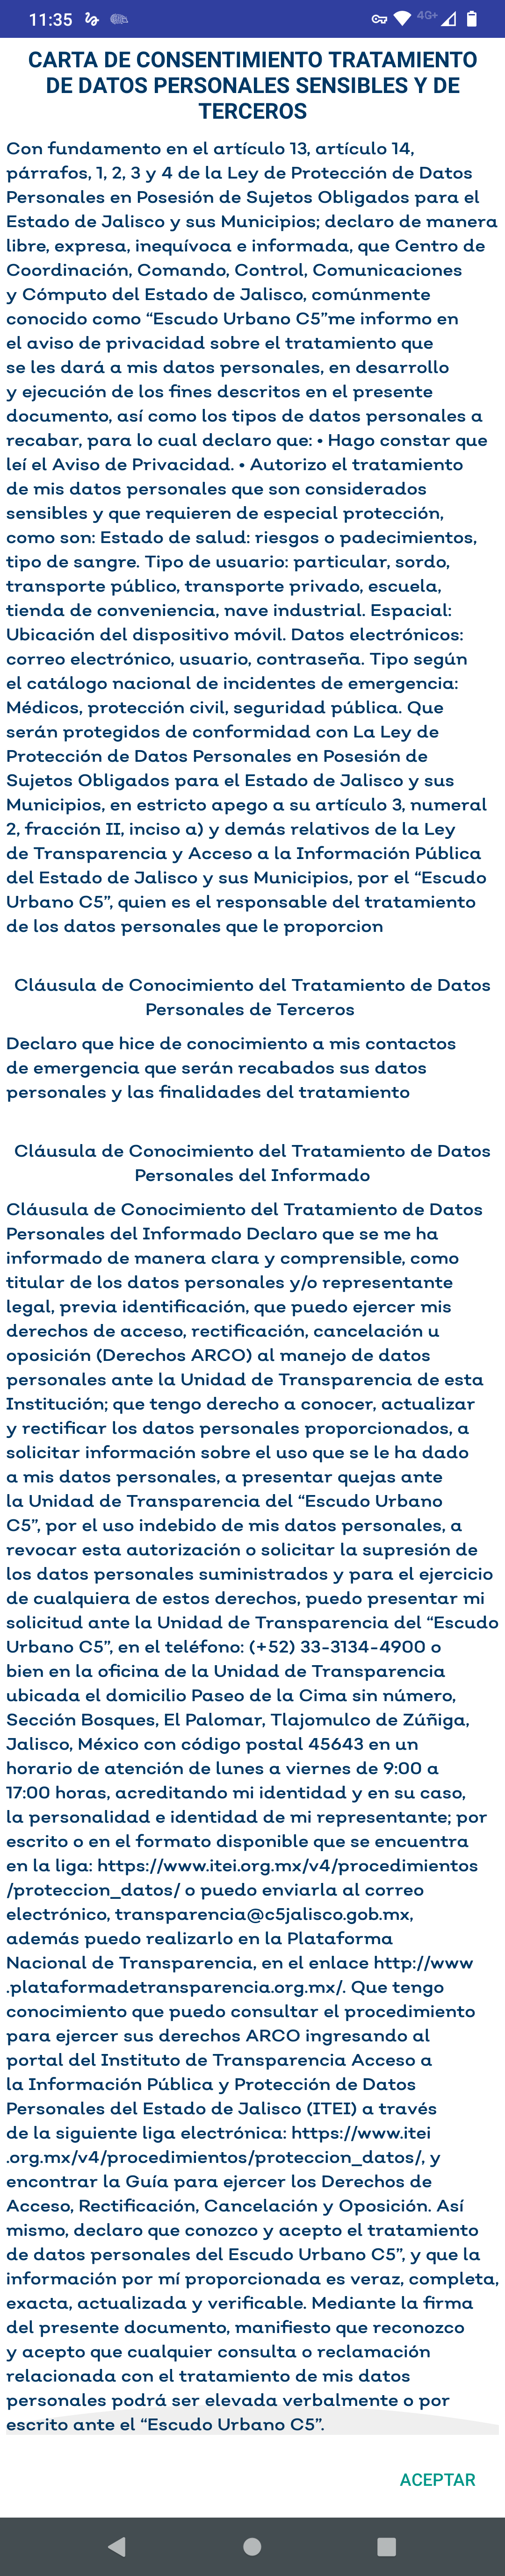 11:35
4G+
CARTA DE CONSENTIMIENTO TRATAMIENTO
DE DATOS PERSONALES SENSIBLES Y DE
TERCEROS
Con fundamento en el artículo 13, artículo 14,
párrafos, 1, 2, 3 y 4 de la Ley de Protección de Datos
Personales en Posesión de Sujetos Obligados para el
Estado de Jalisco y sus Municipios; declaro de manera
libre, expresa, inequívoca e informada, que Centro de
Coordinación, Comando, Control, Comunicaciones
y Cómputo del Estado de Jalisco, comúnmente
conocido como “Escudo Urbano C5”me informo en
el aviso de privacidad sobre el tratamiento que
se les dará a mis datos personales, en desarrollo
y ejecución de los fines descritos en el presente
documento, así como los tipos de datos personales a
recabar, para lo cual declaro que: • Hago constar que
leí el Aviso de Privacidad. • Autorizo el tratamiento
de mis datos personales que son considerados
sensibles y que requieren de especial protección,
como son: Estado de salud: riesgos o padecimientos,
tipo de sangre. Tipo de usuario: particular, sordo,
transporte público, transporte privado, escuela,
tienda de conveniencia, nave industrial. Espacial:
Ubicación del dispositivo móvil. Datos electrónicos:
correo electrónico, usuario, contraseña. Tipo según
el catálogo nacional de incidentes de emergencia:
Médicos, protección civil, seguridad pública. Que
serán protegidos de conformidad con La Ley de
Protección de Datos Personales en Posesión de
Sujetos Obligados para el Estado de Jalisco y sus
Municipios, en estricto apego a su artículo 3, numeral
2, fracción II, inciso a) y demás relativos de la Ley
de Transparencia y Acceso a la Información Pública
del Estado de Jalisco y sus Municipios, por el “Escudo
Urbano C5”, quien es el responsable del tratamiento
de los datos personales que le proporcion
Cláusula de Conocimiento del Tratamiento de Datos
Personales de Terceros
Declaro que hice de conocimiento a mis contactos
de emergencia que serán recabados sus datos
personales y las finalidades del tratamiento
Cláusula de Conocimiento del Tratamiento de Datos
Personales del Informado
Cláusula de Conocimiento del Tratamiento de Datos
Personales del Informado Declaro que se me ha
informado de manera clara y comprensible, como
titular de los datos personales y/o representante
legal, previa identificación, que puedo ejercer mis
derechos de acceso, rectificación, cancelación u
oposición (Derechos ARCO) al manejo de datos
personales ante la Unidad de Transparencia de esta
Institución; que tengo derecho a conocer, actualizar
y rectificar los datos personales proporcionados, a
solicitar información sobre el uso que se le ha dado
a mis datos personales, a presentar quejas ante
la Unidad de Transparencia del “Escudo Urbano
C5”, por el uso indebido de mis datos personales, a
revocar esta autorización o solicitar la supresión de
los datos personales suministrados y para el ejercicio
de cualquiera de estos derechos, puedo presentar mi
solicitud ante la Unidad de Transparencia del “Escudo
Urbano C5”, en el teléfono: (+52) 33-3134-4900 o
bien en la oficina de la Unidad de Transparencia
ubicada el domicilio Paseo de la Cima sin número,
Sección Bosques, El Palomar, Tlajomulco de Zúñiga,
Jalisco, México con código postal 45643 en un
horario de atención de lunes a viernes de 9:00 a
17:00 horas, acreditando mi identidad y en su caso,
la personalidad e identidad de mi representante; por
escrito o en el formato disponible que se encuentra
en la liga: https://www.itei.org.mx/v4/procedimientos
/proteccion_datos/ o puedo enviarla al correo
electrónico, transparencia@c5jalisco.gob.mx,
además puedo realizarlo en la Plataforma
Nacional de Transparencia, en el enlace http://www
.plataformadetransparencia.org.mx/. Que tengo
conocimiento que puedo consultar el procedimiento
para ejercer sus derechos ARCO ingresando al
portal del Instituto de Transparencia Acceso a
la Información Pública y Protección de Datos
Personales del Estado de Jalisco (ITEI) a través
de la siguiente liga electrónica: https://www.itei
.org.mx/v4/procedimientos/proteccion_datos/, y
encontrar la Guía para ejercer los Derechos de
Acceso, Rectificación, Cancelación y Oposición. Así
mismo, declaro que conozco y acepto el tratamiento
de datos personales del Escudo Urbano C5”, y que la
información por mí proporcionada es veraz, completa,
exacta, actualizada y verificable. Mediante la firma
del presente documento, manifiesto que reconozco
y acepto que cualquier consulta o reclamación
relacionada con el tratamiento de mis datos
personales podrá ser elevada verbalmente o por
escrito ante el “Escudo Urbano C5”.
ACEPTAR